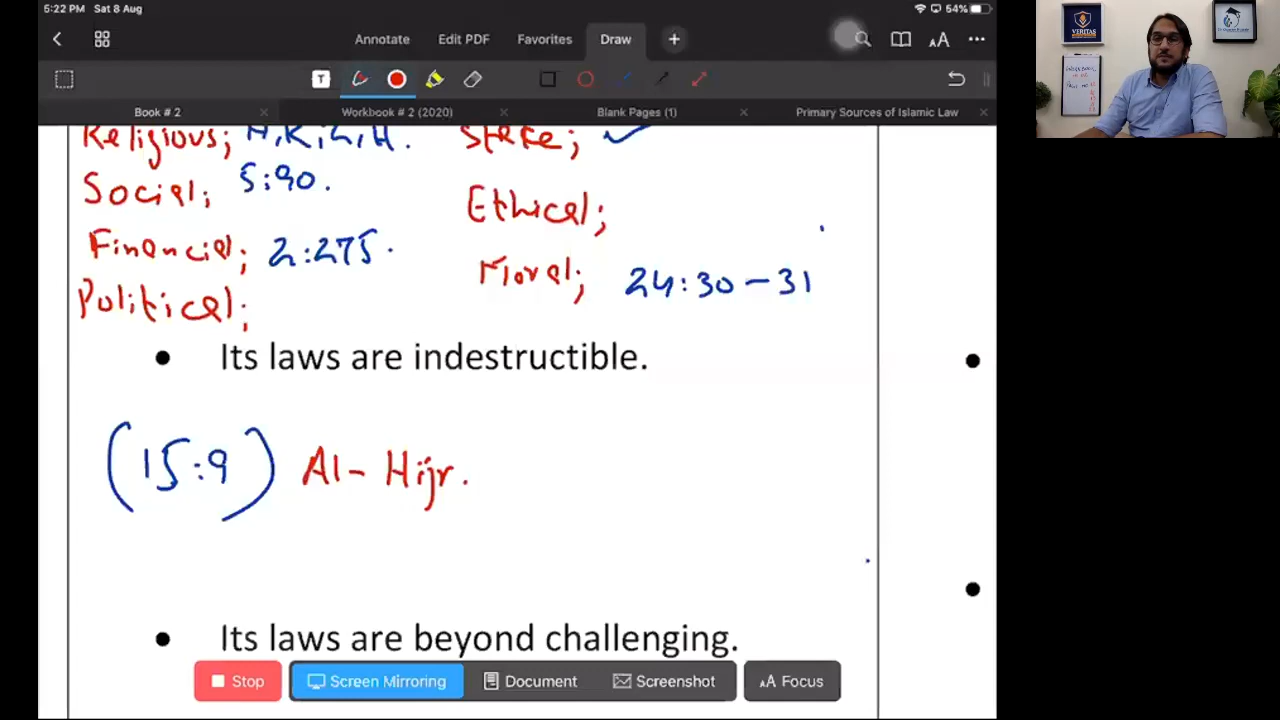 5:22 PM Sat 8 Aug 54%
Annotate Edit PDF Favorites Draw
Book # 2 Workbook # 2 (2020) Blank Pages (1) Primary Sources of Islamic Law
Religious; State;
Social; 5:90.
Ethical;
Financial; 2:275.
Moral; 24:30-31
Political;
• Its laws are indestructible.
(15:9) Al-Hijr.
• Its laws are beyond challenging.
Stop Screen Mirroring Document Screenshot AA Focus
VERITAS